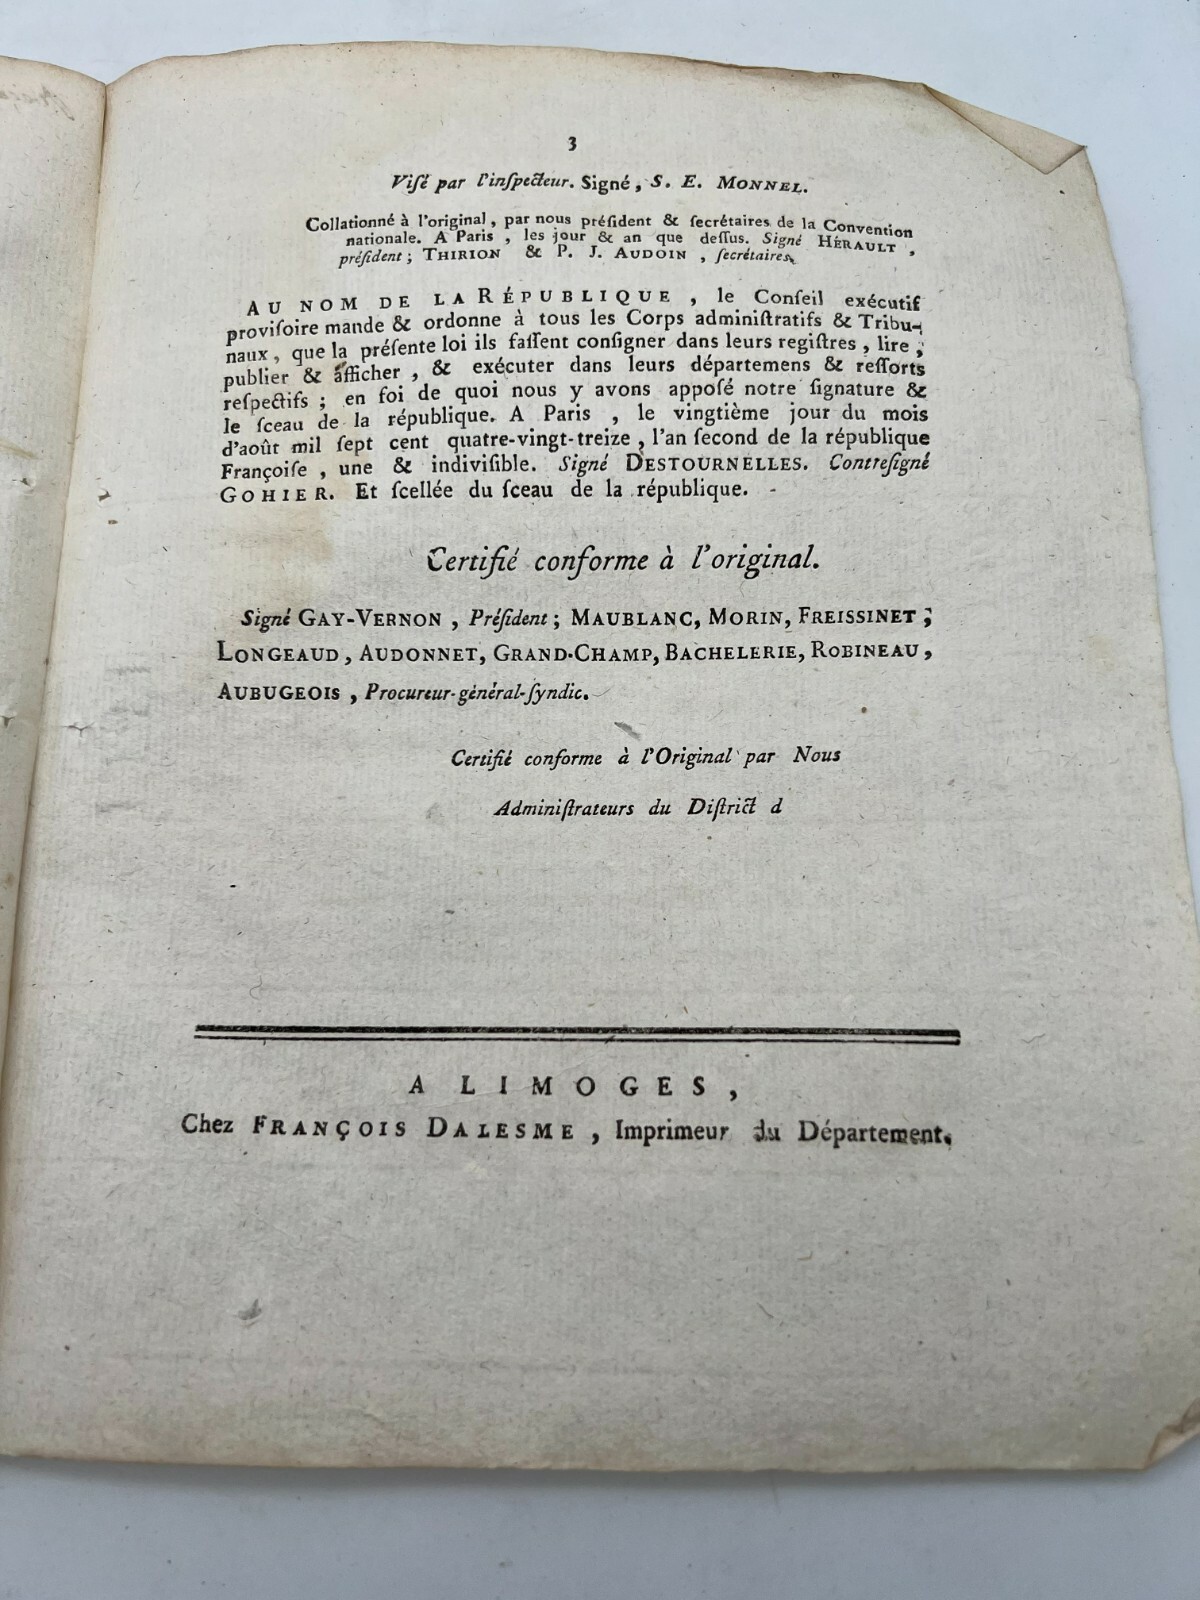 3
Viſé par l'inſpecteur. Signé, S. E. MONNEL.
Collationné à l'original, par nous préſident & ſecrétaires de la Convention
nationale. A Paris, les jour & an que deſſus. Signé HÉRAULT,
préſident; THIRION & P. J. AUDOIN, ſecrétaires.
AU NOM DE LA RÉPUBLIQUE, le Conſeil exécutif
proviſoire mande & ordonne à tous les Corps adminiſtratifs & Tribu-
naux, que la préſente loi ils faſſent conſigner dans leurs regiſtres, lire,
publier & afficher, & exécuter dans leurs départemens & reſſorts
reſpectifs; en foi de quoi nous y avons appoſé notre ſignature &
le ſceau de la république. A Paris, le vingtième jour du mois
d'août mil ſept cent quatre-vingt-treize, l'an ſecond de la république
Françoiſe, une & indiviſible. Signé DESTOURNELLES. Contreſigné
GOHIER. Et ſcellée du ſceau de la république.
Certifié conforme à l'original.
Signé GAY-VERNON, Préſident; MAUBLANC, MORIN, FREISSINET;
LONGEAUD, AUDONNET, GRAND-CHAMP, BACHELERIE, ROBINEAU,
AUBUGEOIS, Procureur-général-ſyndic.
Certifié conforme à l'Original par Nous
Adminiſtrateurs du Diſtrict d
A LIMOGES,
Chez FRANÇOIS DALESME, Imprimeur du Département.